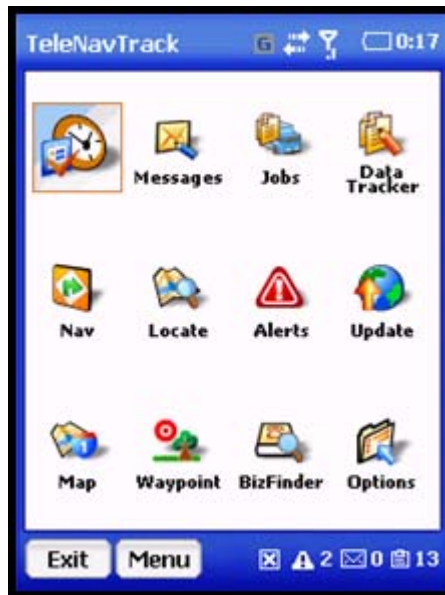 TeleNavTrack G 0:17
Messages Jobs Data Tracker
Nav Locate Alerts Update
Map Waypoint BizFinder Options
Exit Menu 2 0 13